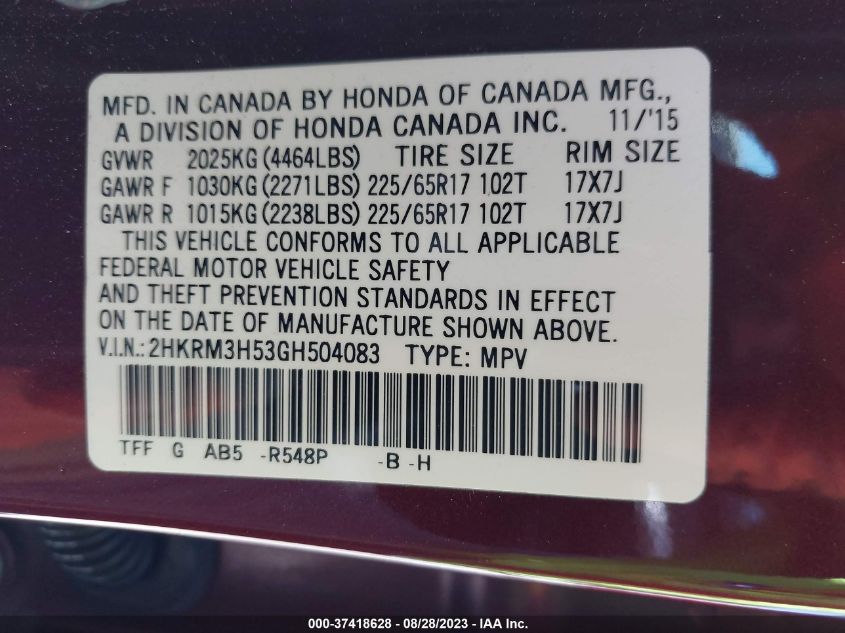 MFD. IN CANADA BY HONDA OF CANADA MFG.,
A DIVISION OF HONDA CANADA INC. 11/'15
GVWR 2025KG (4464LBS) TIRE SIZE RIM SIZE
GAWR F 1030KG (2271LBS) 225/65R17 102T 17X7J
GAWR R 1015KG (2238LBS) 225/65R17 102T 17X7J
THIS VEHICLE CONFORMS TO ALL APPLICABLE
FEDERAL MOTOR VEHICLE SAFETY
AND THEFT PREVENTION STANDARDS IN EFFECT
ON THE DATE OF MANUFACTURE SHOWN ABOVE.
V.I.N.: 2HKRM3H53GH504083 TYPE: MPV
TFF G AB5 -R548P -B -H
000-37418628 - 08/28/2023 - IAA Inc.